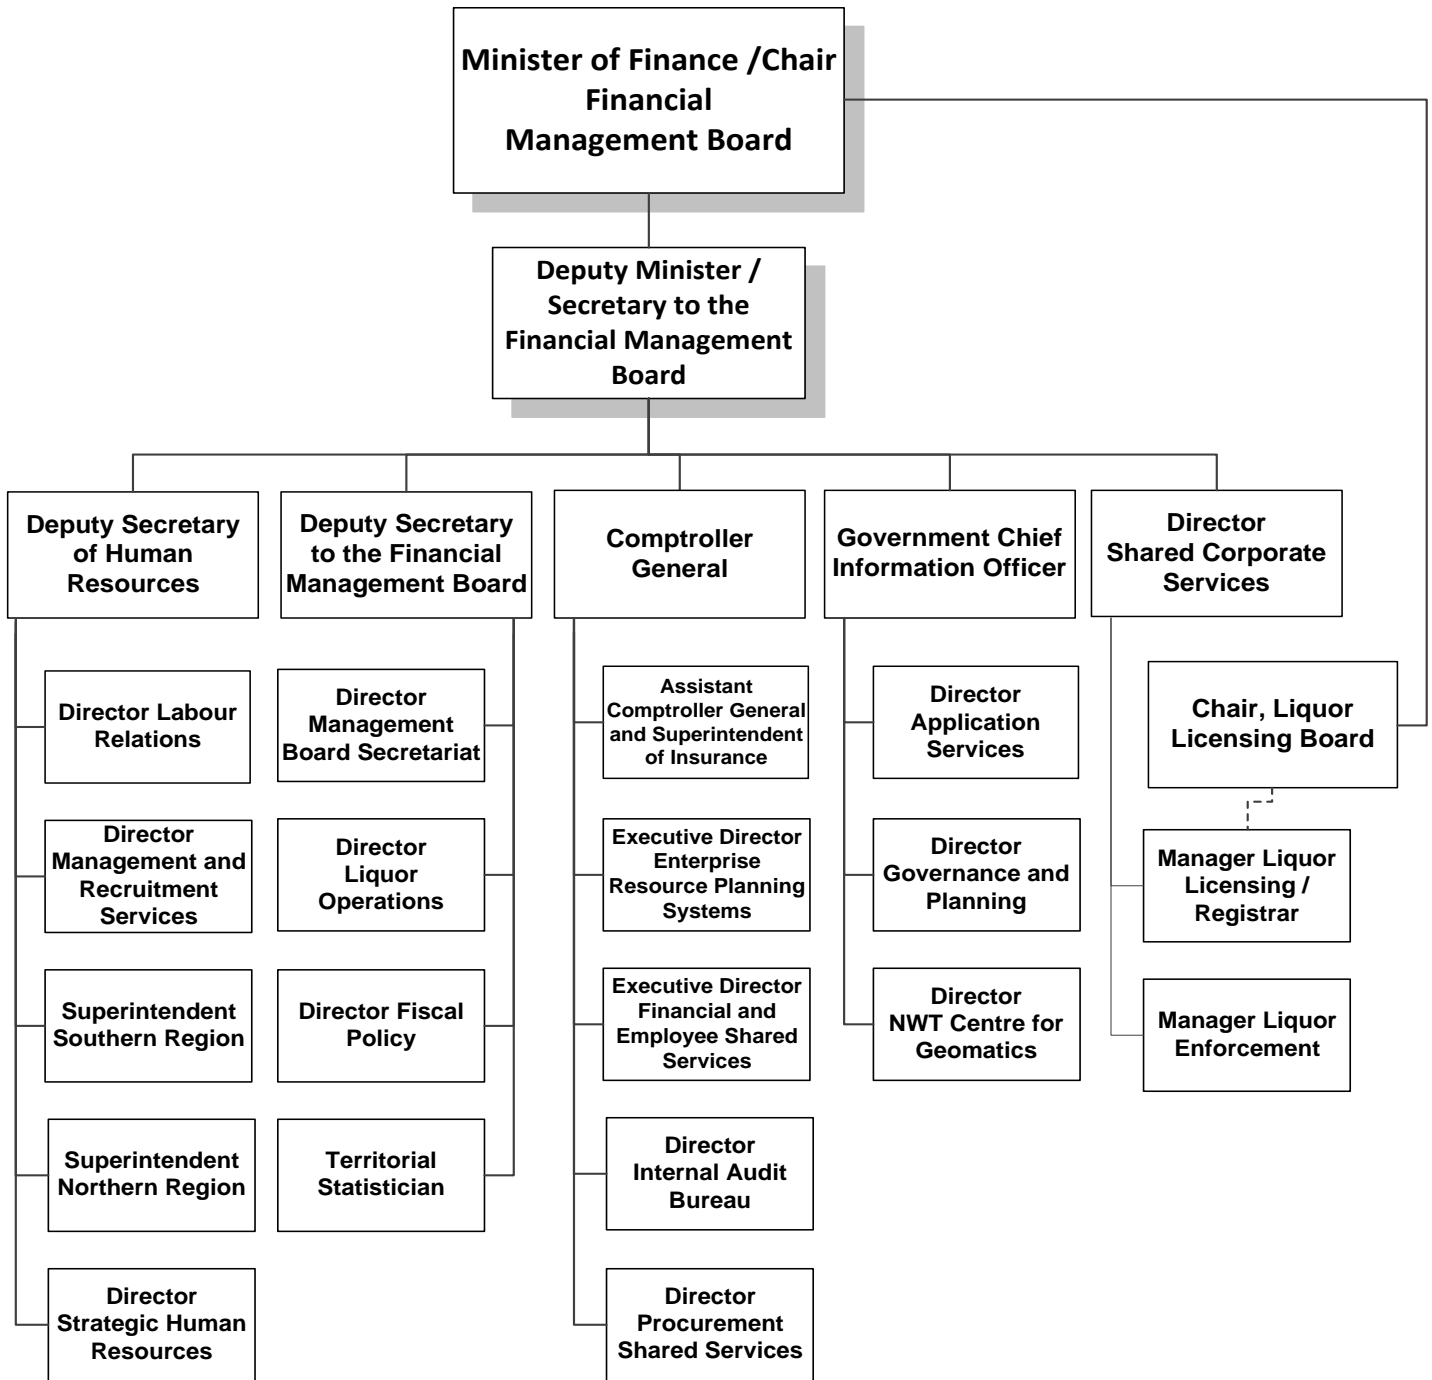 Minister of Finance /Chair
Financial
Management Board
Deputy Minister /
Secretary to the
Financial Management
Board
Deputy Secretary
of Human
Resources
Deputy Secretary
to the Financial
Management Board
Comptroller
General
Government Chief
Information Officer
Director
Shared Corporate
Services
Director Labour
Relations
Director
Management and
Recruitment
Services
Superintendent
Southern Region
Superintendent
Northern Region
Director
Strategic Human
Resources
Director
Management
Board Secretariat
Director
Liquor
Operations
Director Fiscal
Policy
Territorial
Statistician
Assistant
Comptroller General
and Superintendent
of Insurance
Executive Director
Enterprise
Resource Planning
Systems
Executive Director
Financial and
Employee Shared
Services
Director
Internal Audit
Bureau
Director
Procurement
Shared Services
Director
Application
Services
Director
Governance and
Planning
Director
NWT Centre for
Geomatics
Chair, Liquor
Licensing Board
Manager Liquor
Licensing /
Registrar
Manager Liquor
Enforcement